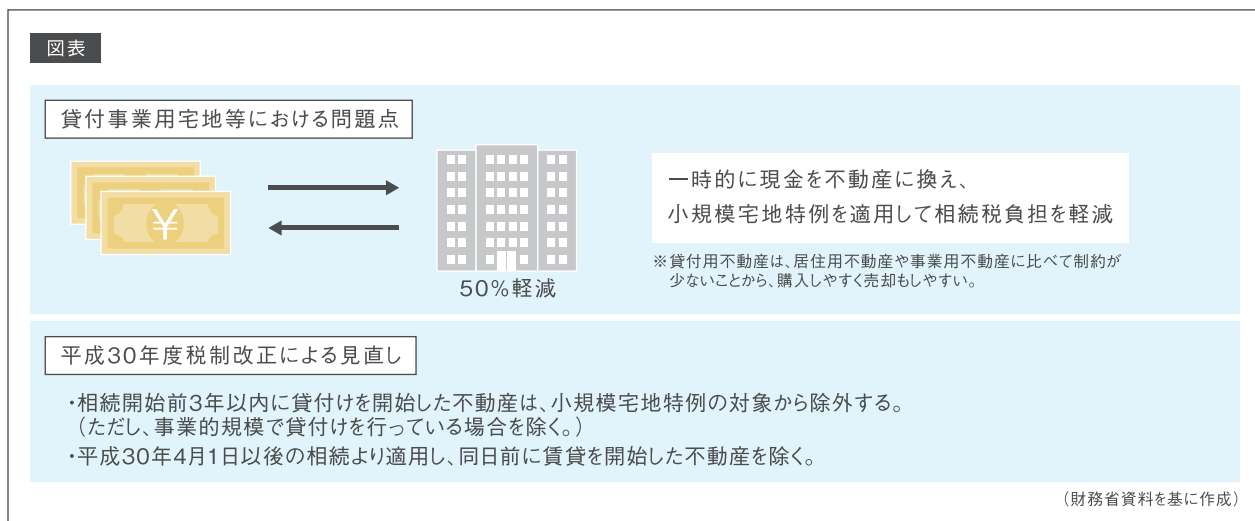 図表
貸付事業用宅地等における問題点
¥
50%軽減
一時的に現金を不動産に換え、
小規模宅地特例を適用して相続税負担を軽減
※貸付用不動産は、居住用不動産や事業用不動産に比べて制約が
少ないことから、購入しやすく売却もしやすい。
平成30年度税制改正による見直し
・相続開始前3年以内に貸付けを開始した不動産は、小規模宅地特例の対象から除外する。
（ただし、事業的規模で貸付けを行っている場合を除く。）
・平成30年4月1日以後の相続より適用し、同日前に賃貸を開始した不動産を除く。
（財務省資料を基に作成）